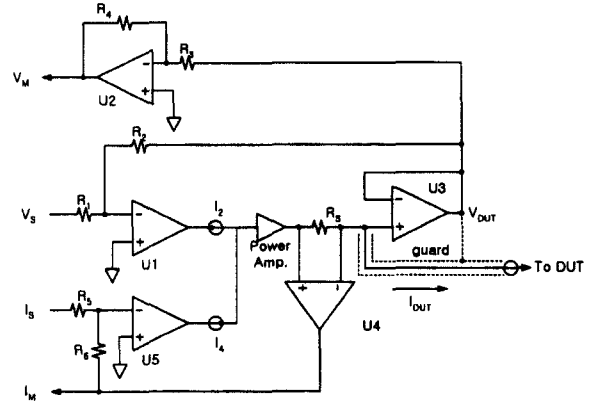 R4
R3
VM
-
+
U2
R2
VS
R1
-
+
U1
I2
Power
Amp.
RS
-
+
U3
VDUT
guard
To DUT
IDUT
IS
R5
-
+
U5
I4
+
-
U4
R6
IM